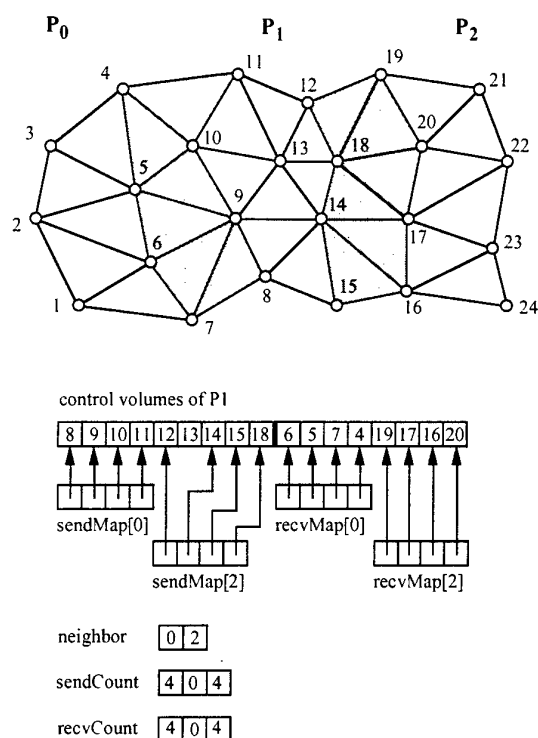 P0 P1 P2
11 19
4 12 21
3 10 20 22
13 18
5
2 9 14 17
6 23
8
1 7 15 16 24
control volumes of P1
8 9 10 11 12 13 14 15 18 6 5 7 4 19 17 16 20
sendMap[0] recvMap[0]
sendMap[2] recvMap[2]
neighbor 0 2
sendCount 4 0 4
recvCount 4 0 4